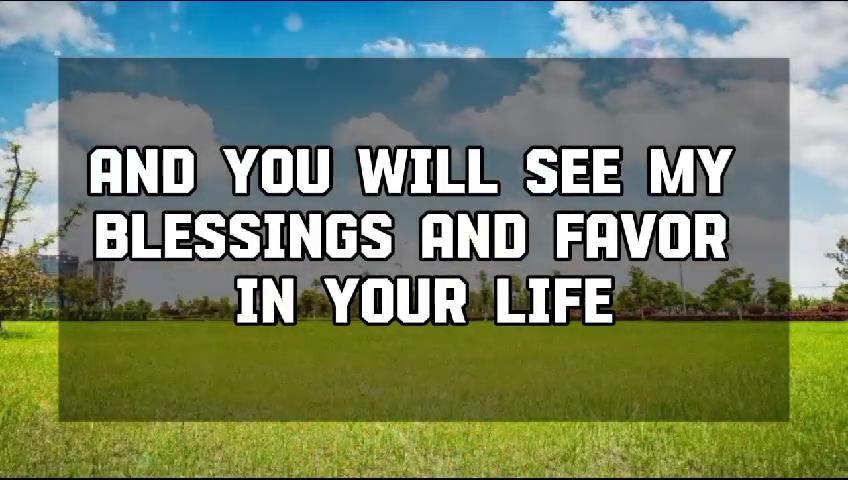 AND YOU WILL SEE MY
BLESSINGS AND FAVOR
IN YOUR LIFE